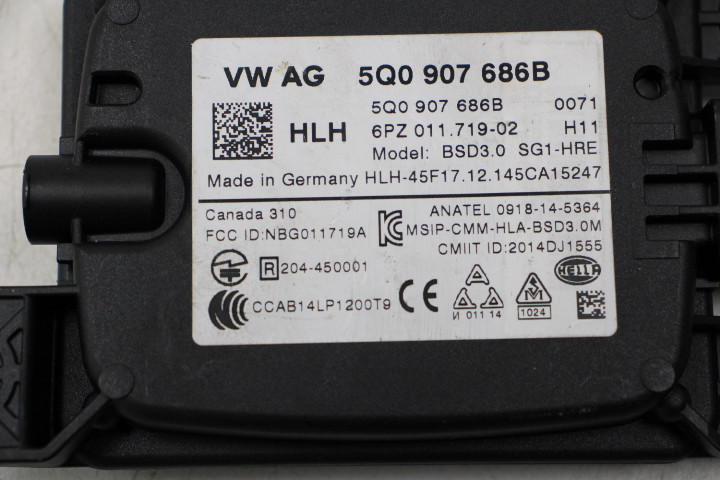 VW AG 5Q0 907 686B
5Q0 907 686B 0071
HLH 6PZ 011.719-02 H11
Model: BSD3.0 SG1-HRE
Made in Germany HLH-45F17.12.145CA15247
Canada 310
FCC ID:NBG011719A
ANATEL 0918-14-5364
MSIP-CMM-HLA-BSD3.0M
CMIIT ID:2014DJ1555
R 204-450001
HELLA
CCAB14LP1200T9
CE
И 011 14
1024